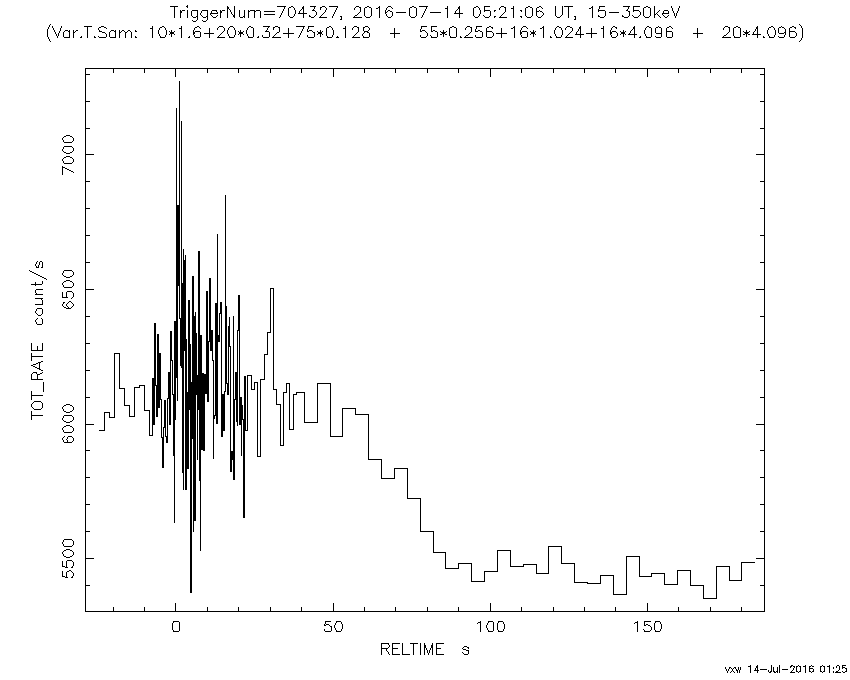 TriggerNum=704327, 2016-07-14 05:21:06 UT, 15-350keV
(Var.T.Sam: 10*1.6+20*0.32+75*0.128 + 55*0.256+16*1.024+16*4.096 + 20*4.096)
7000
6500
6000
5500
TOT_RATE count/s
0 50 100 150
RELTIME s
vxw 14-Jul-2016 01:25